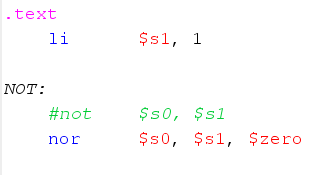 .text
li $s1, 1
NOT:
#not $s0, $s1
nor $s0, $s1, $zero